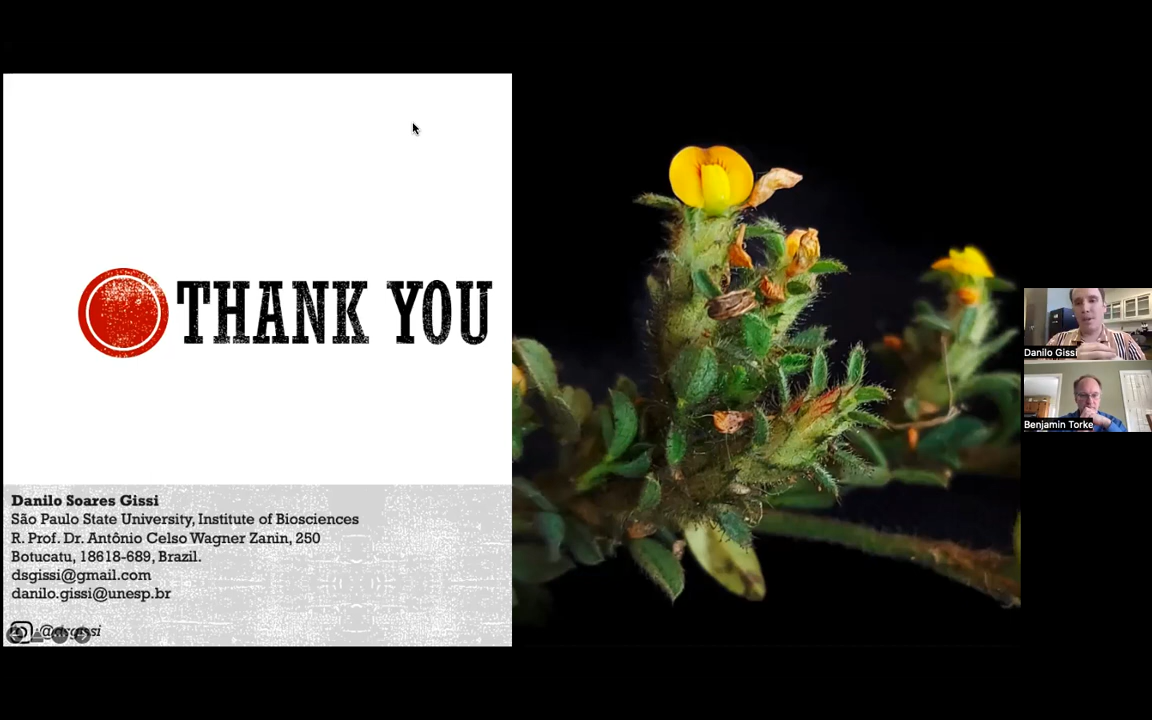 THANK YOU
Danilo Soares Gissi
São Paulo State University, Institute of Biosciences
R. Prof. Dr. Antônio Celso Wagner Zanin, 250
Botucatu, 18618-689, Brazil.
dsgissi@gmail.com
danilo.gissi@unesp.br
@dsgissi
Danilo Gissi
Benjamin Torke